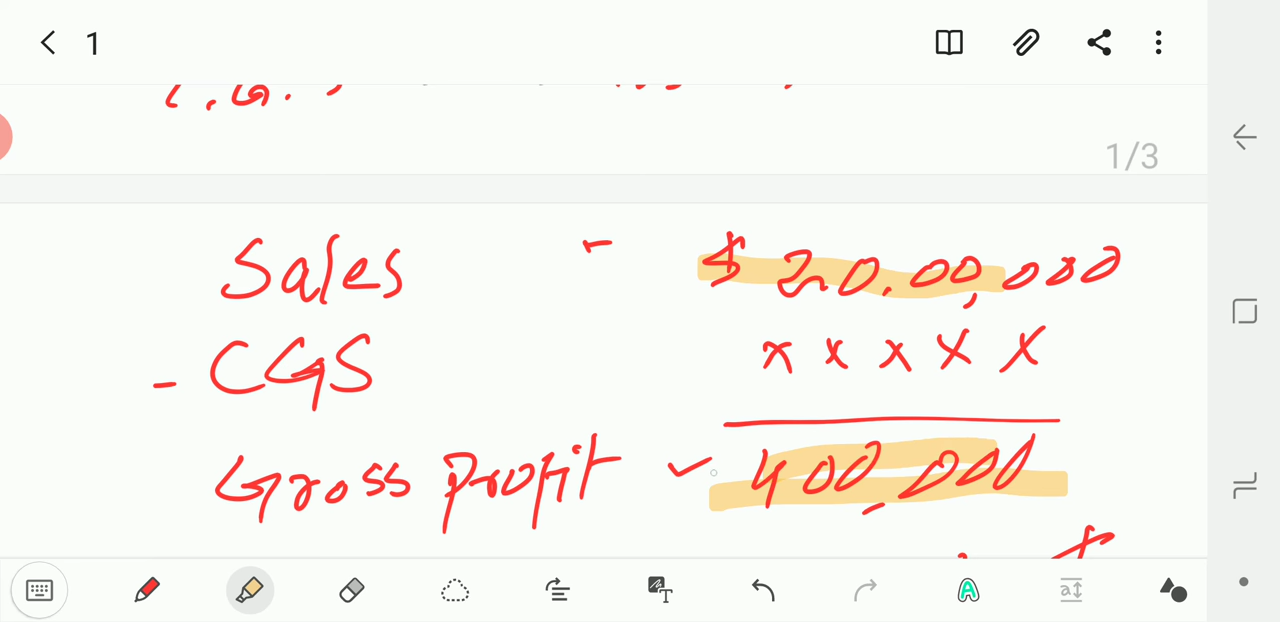 1
1/3
Sales - $ 20.00,000
- CGS x x x x x
Gross Profit 400,000